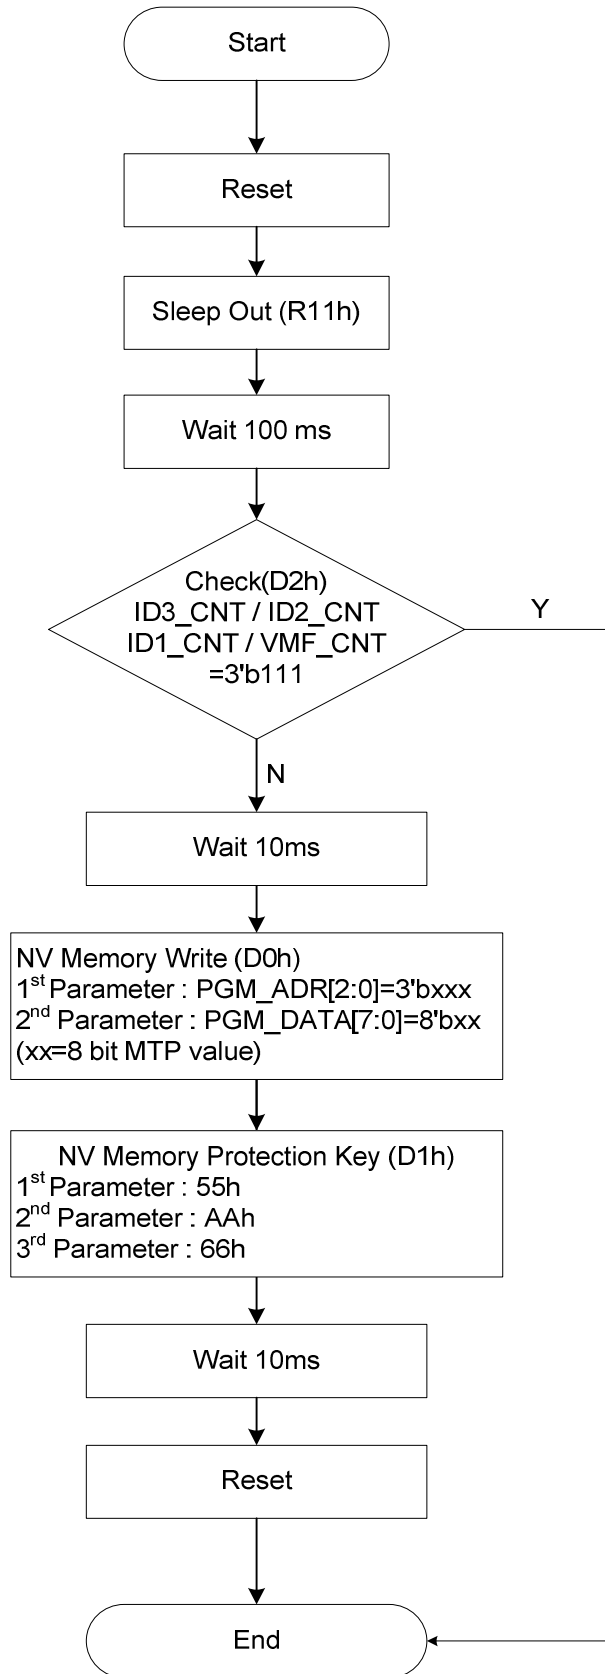 Start
Reset
Sleep Out (R11h)
Wait 100 ms
Check(D2h)
ID3_CNT / ID2_CNT
ID1_CNT / VMF_CNT
=3'b111
Y
N
Wait 10ms
NV Memory Write (D0h)
1st Parameter : PGM_ADR[2:0]=3'bxxx
2nd Parameter : PGM_DATA[7:0]=8'bxx
(xx=8 bit MTP value)
NV Memory Protection Key (D1h)
1st Parameter : 55h
2nd Parameter : AAh
3rd Parameter : 66h
Wait 10ms
Reset
End